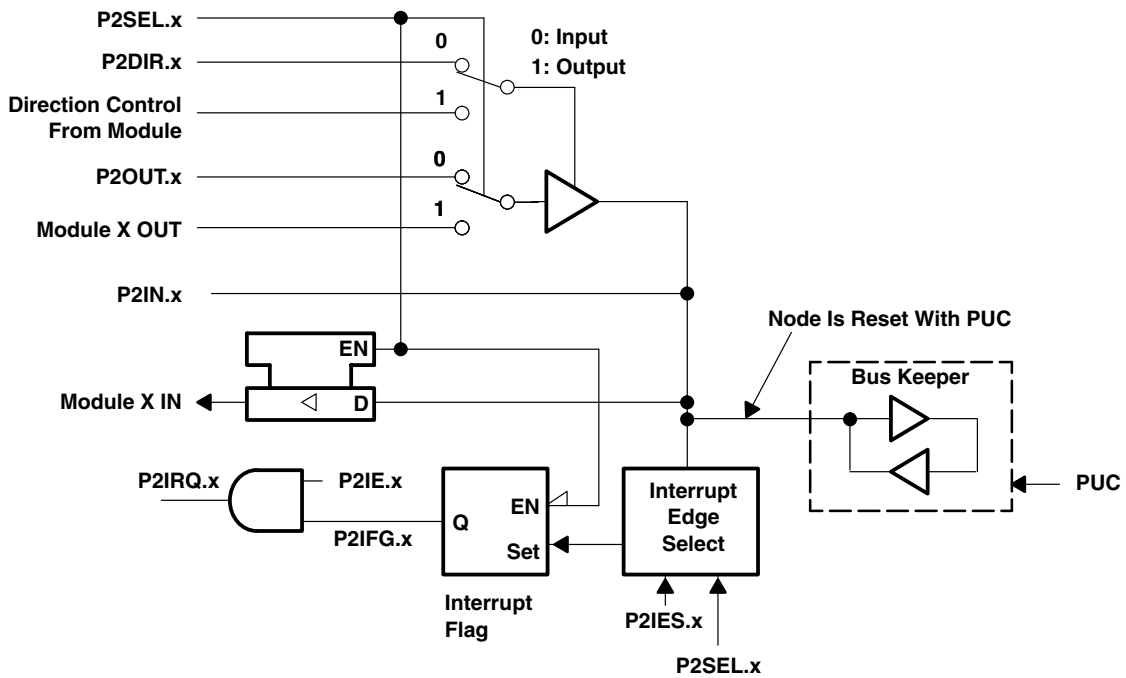 P2SEL.x
0
P2DIR.x
0: Input
1: Output
Direction Control
From Module
1
0
P2OUT.x
1
Module X OUT
P2IN.x
Node Is Reset With PUC
EN
Bus Keeper
Module X IN
D
P2IRQ.x
P2IE.x
PUC
EN
Interrupt
Edge
Select
Q
P2IFG.x
Set
Interrupt
Flag
P2IES.x
P2SEL.x